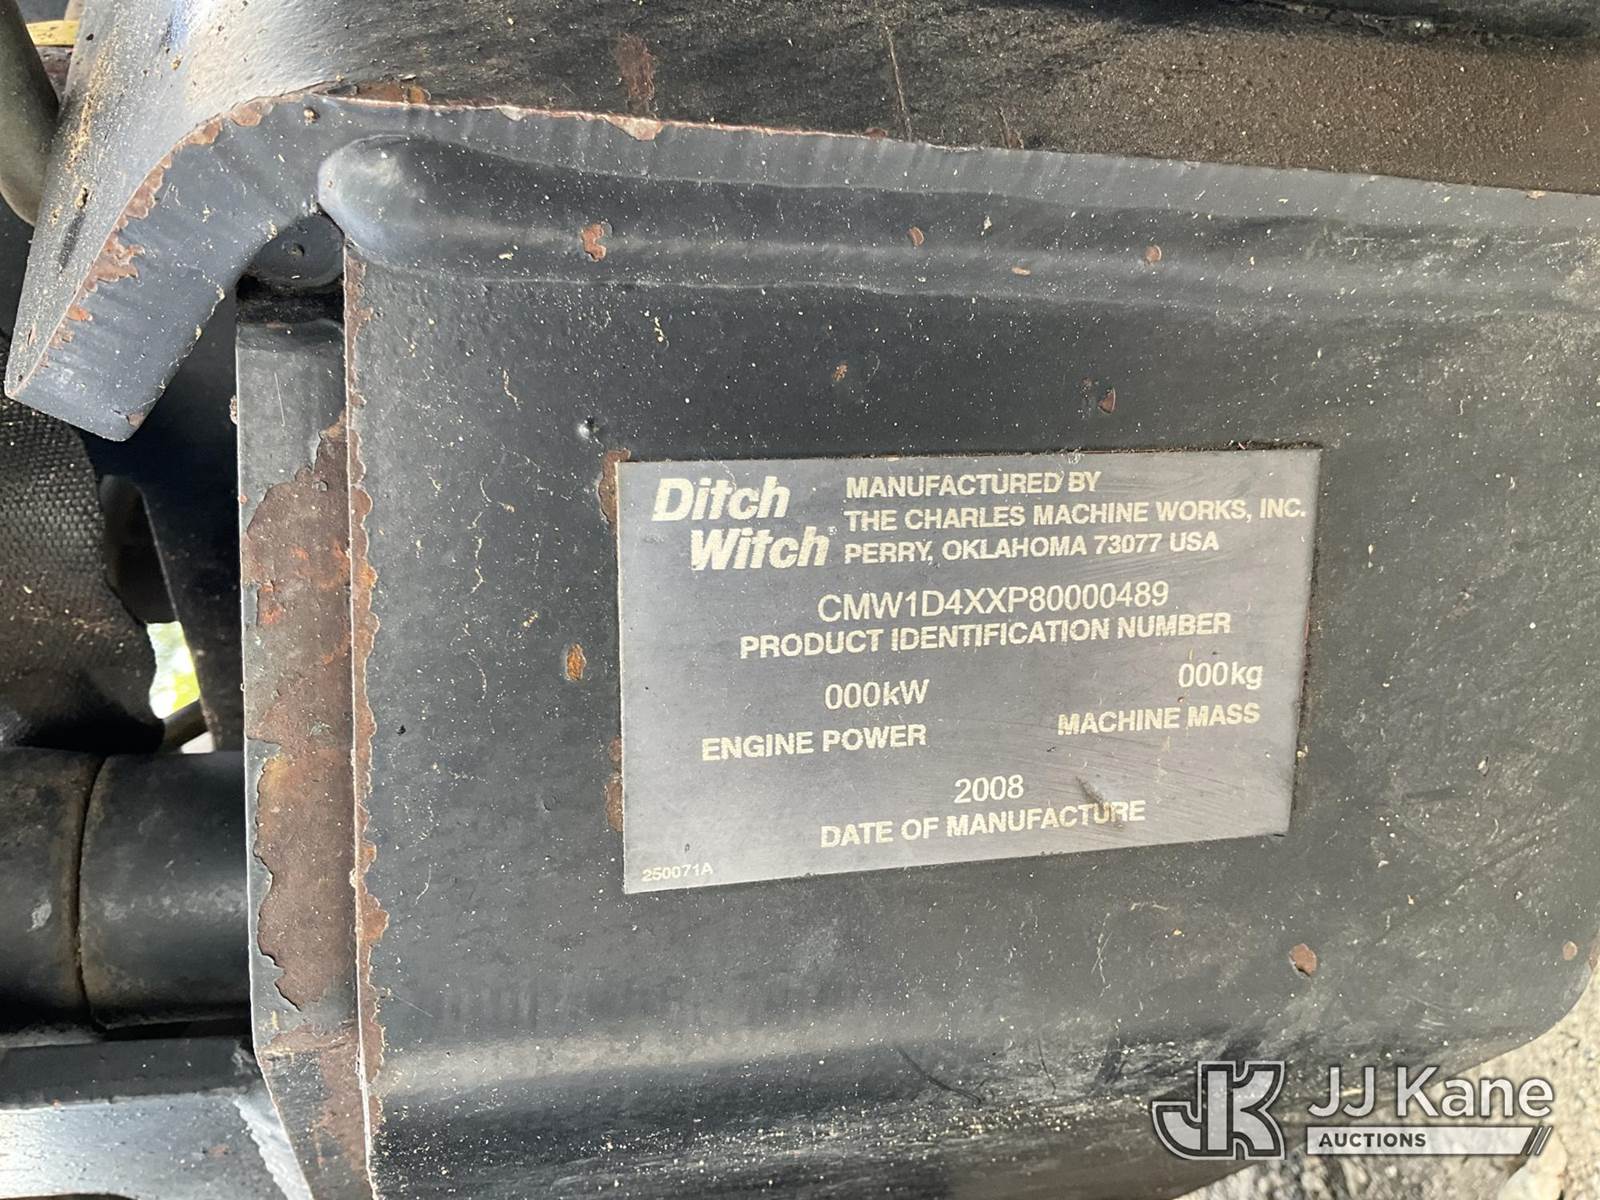 Ditch
Witch
MANUFACTURED BY
THE CHARLES MACHINE WORKS, INC.
PERRY, OKLAHOMA 73077 USA
CMW1D4XXP80000489
PRODUCT IDENTIFICATION NUMBER
000kW
ENGINE POWER
000kg
MACHINE MASS
2008
DATE OF MANUFACTURE
250071A
JK JJ Kane
AUCTIONS